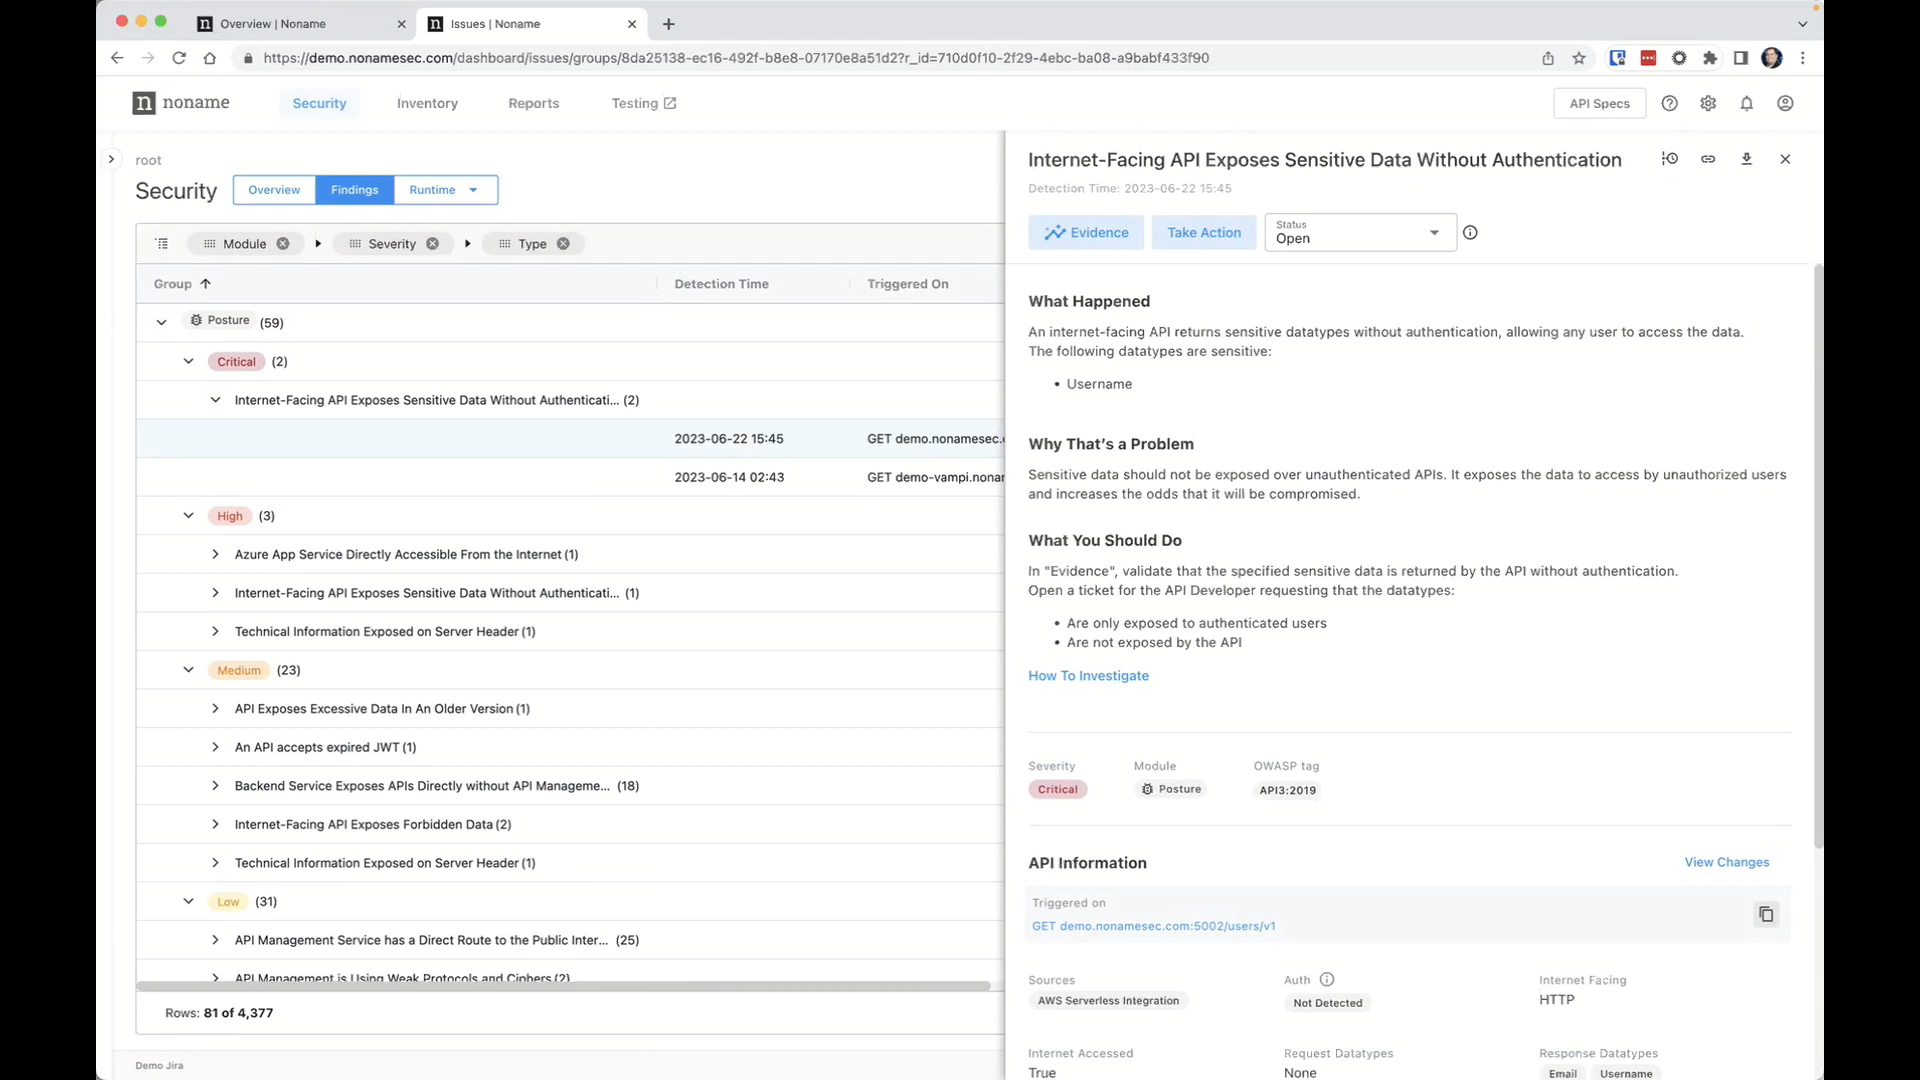 Overview | Noname
Issues | Noname
https://demo.nonamesec.com/dashboard/issues/groups/8da25138-ec16-492f-b8e8-07170e8a51d2?r_id=710d0f10-2f29-4ebc-ba08-a9babf433f90
n noname
Security
Inventory
Reports
Testing
API Specs
root
Security
Overview
Findings
Runtime
Module
Severity
Type
Group
Detection Time
Triggered On
Posture (59)
Critical (2)
Internet-Facing API Exposes Sensitive Data Without Authenticati... (2)
2023-06-22 15:45 GET demo.nonamesec.
2023-06-14 02:43 GET demo-vampi.nonar
High (3)
Azure App Service Directly Accessible From the Internet (1)
Internet-Facing API Exposes Sensitive Data Without Authenticati... (1)
Technical Information Exposed on Server Header (1)
Medium (23)
API Exposes Excessive Data In An Older Version (1)
An API accepts expired JWT (1)
Backend Service Exposes APIs Directly without API Manageme... (18)
Internet-Facing API Exposes Forbidden Data (2)
Technical Information Exposed on Server Header (1)
Low (31)
API Management Service has a Direct Route to the Public Inter... (25)
API Management is Using Weak Protocols and Ciphers (2)
Rows: 81 of 4,377
Demo Jira
Internet-Facing API Exposes Sensitive Data Without Authentication
Detection Time: 2023-06-22 15:45
Evidence
Take Action
Status
Open
What Happened
An internet-facing API returns sensitive datatypes without authentication, allowing any user to access the data.
The following datatypes are sensitive:
• Username
Why That's a Problem
Sensitive data should not be exposed over unauthenticated APIs. It exposes the data to access by unauthorized users
and increases the odds that it will be compromised.
What You Should Do
In "Evidence", validate that the specified sensitive data is returned by the API without authentication.
Open a ticket for the API Developer requesting that the datatypes:
• Are only exposed to authenticated users
• Are not exposed by the API
How To Investigate
Severity
Module
OWASP tag
Critical
Posture
API3:2019
API Information
View Changes
Triggered on
GET demo.nonamesec.com:5002/users/v1
Sources
Auth
Internet Facing
AWS Serverless Integration
Not Detected
HTTP
Internet Accessed
Request Datatypes
Response Datatypes
True
None
Email Username